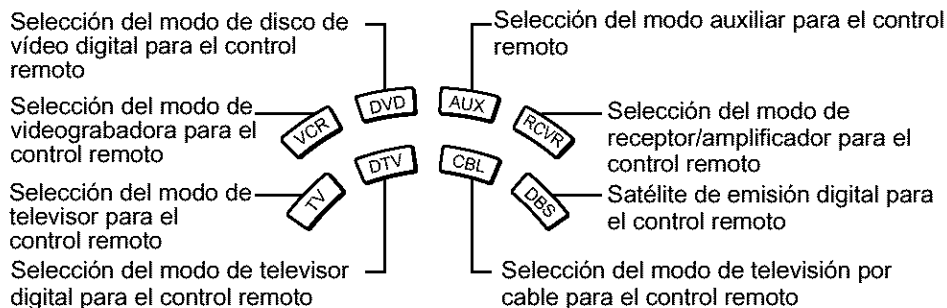 Selección del modo de disco de
vídeo digital para el control
remoto
Selección del modo auxiliar para el control
remoto
DVD
AUX
Selección del modo de
videograbadora para el
control remoto
VCR
RCVR
Selección del modo de
receptor/amplificador para el
control remoto
DTV
CBL
Selección del modo de
televisor para el
control remoto
TV
DBS
Satélite de emisión digital para
el control remoto
Selección del modo de televisor
digital para el control remoto
Selección del modo de televisión por
cable para el control remoto